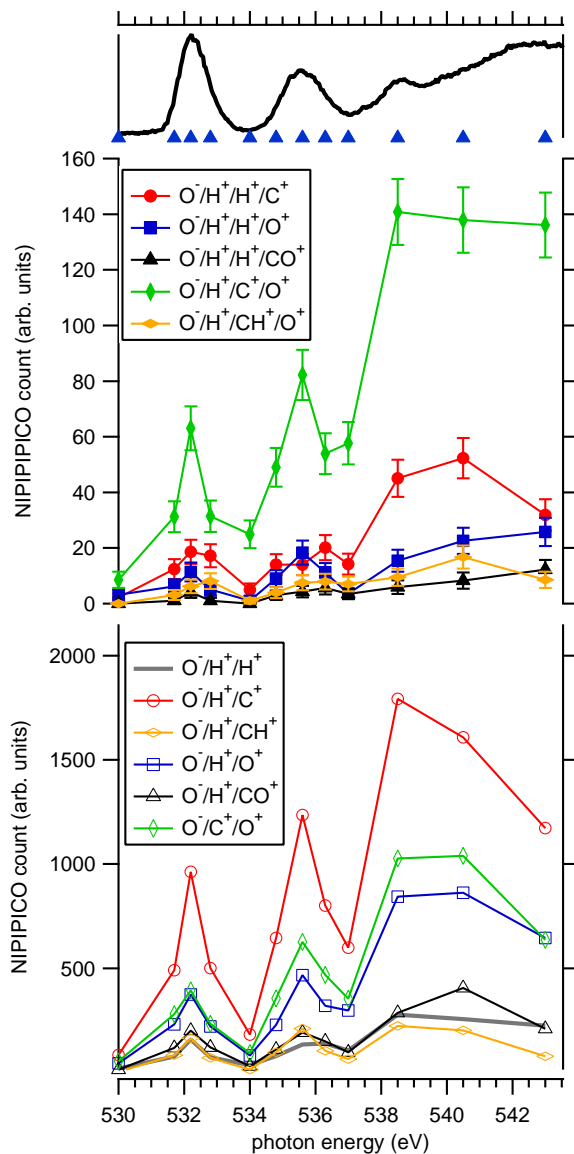 160
140
120
100
80
60
40
20
0
NIPIPIPICO count (arb. units)
O⁻/H⁺/H⁺/C⁺
O⁻/H⁺/H⁺/O⁺
O⁻/H⁺/H⁺/CO⁺
O⁻/H⁺/C⁺/O⁺
O⁻/H⁺/CH⁺/O⁺
2000
1500
1000
500
NIPIPICO count (arb. units)
O⁻/H⁺/H⁺
O⁻/H⁺/C⁺
O⁻/H⁺/CH⁺
O⁻/H⁺/O⁺
O⁻/H⁺/CO⁺
O⁻/C⁺/O⁺
530 532 534 536 538 540 542
photon energy (eV)